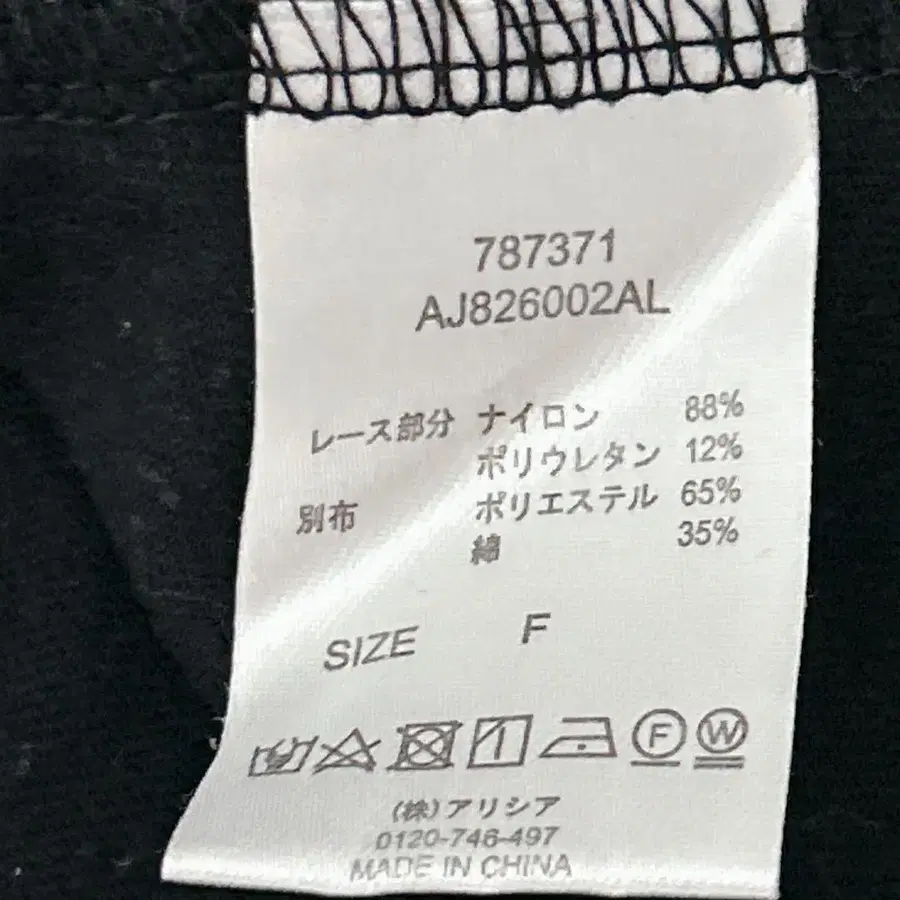 787371
AJ826002AL
レース部分 ナイロン 88%
ポリウレタン 12%
別布 ポリエステル 65%
綿 35%
SIZE F
F W
(株)アリシア
0120-746-497
MADE IN CHINA